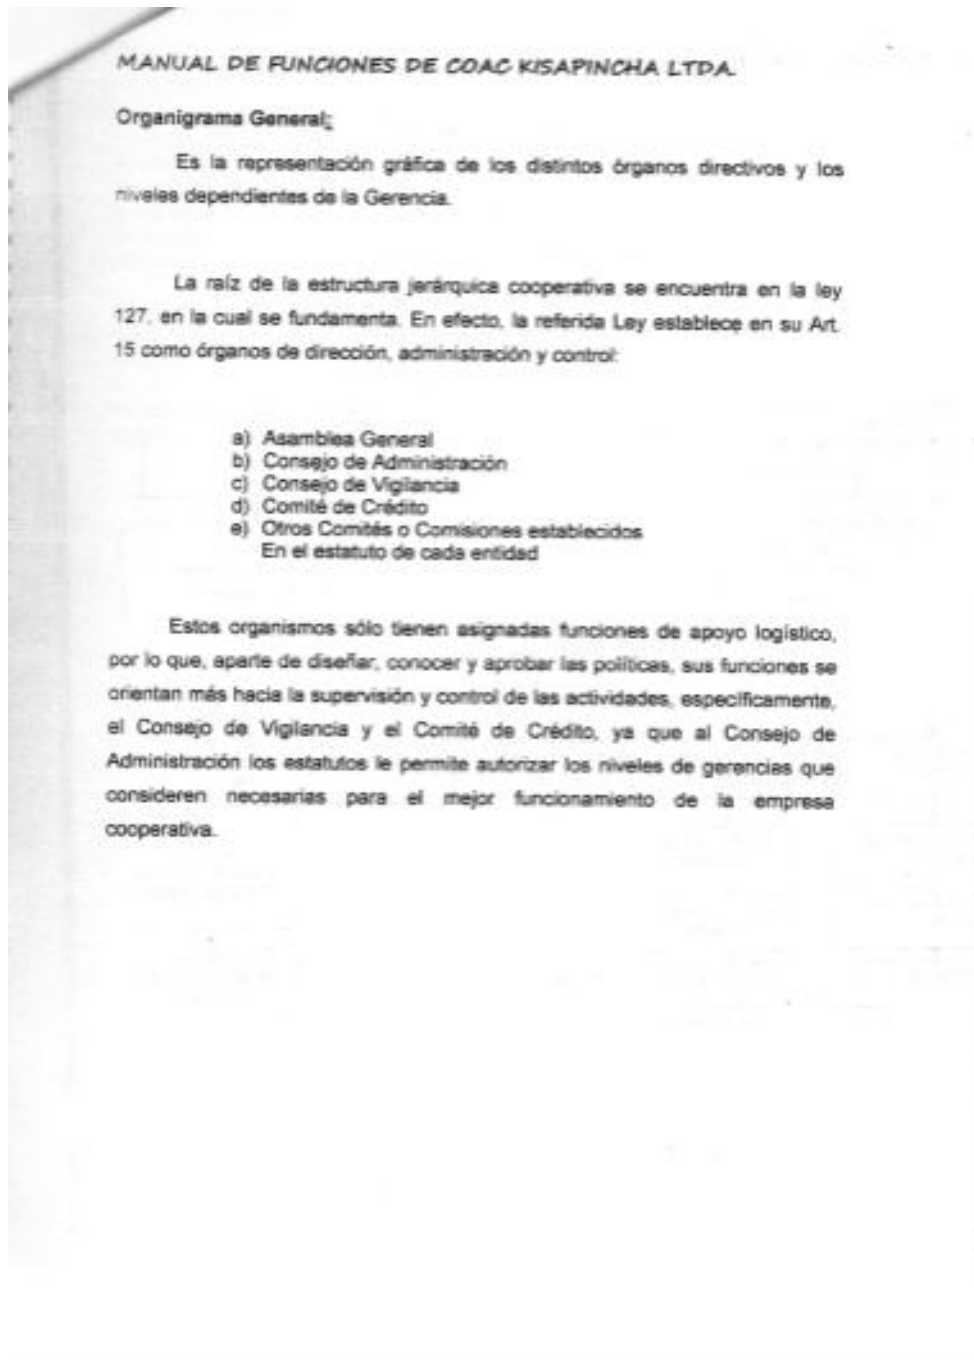 MANUAL DE FUNCIONES DE COAC KISAPINCHA LTDA.
Organigrama General:
Es la representación gráfica de los distintos órganos directivos y los
niveles dependientes de la Gerencia.
La raíz de la estructura jerárquica cooperativa se encuentra en la ley
127, en la cual se fundamenta. En efecto, la referida Ley establece en su Art.
15 como órganos de dirección, administración y control:
a) Asamblea General
b) Consejo de Administración
c) Consejo de Vigilancia
d) Comité de Crédito
e) Otros Comités o Comisiones establecidos
En el estatuto de cada entidad
Estos organismos sólo tienen asignadas funciones de apoyo logístico,
por lo que, aparte de diseñar, conocer y aprobar las políticas, sus funciones se
orientan más hacia la supervisión y control de las actividades, específicamente,
el Consejo de Vigilancia y el Comité de Crédito, ya que al Consejo de
Administración los estatutos le permite autorizar los niveles de gerencias que
consideren necesarias para el mejor funcionamiento de la empresa
cooperativa.